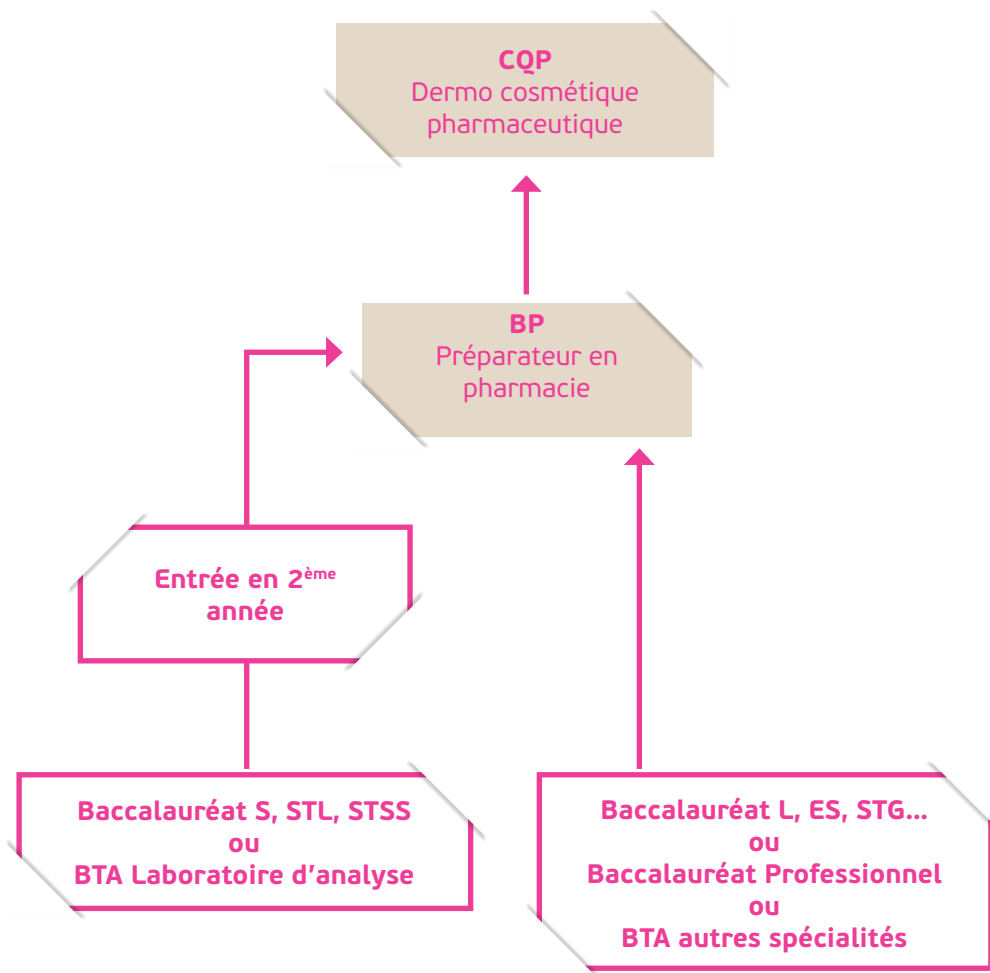 CQP
Dermo cosmétique
pharmaceutique
BP
Préparateur en
pharmacie
Entrée en 2ème
année
Baccalauréat S, STL, STSS
ou
BTA Laboratoire d'analyse
Baccalauréat L, ES, STG...
ou
Baccalauréat Professionnel
ou
BTA autres spécialités